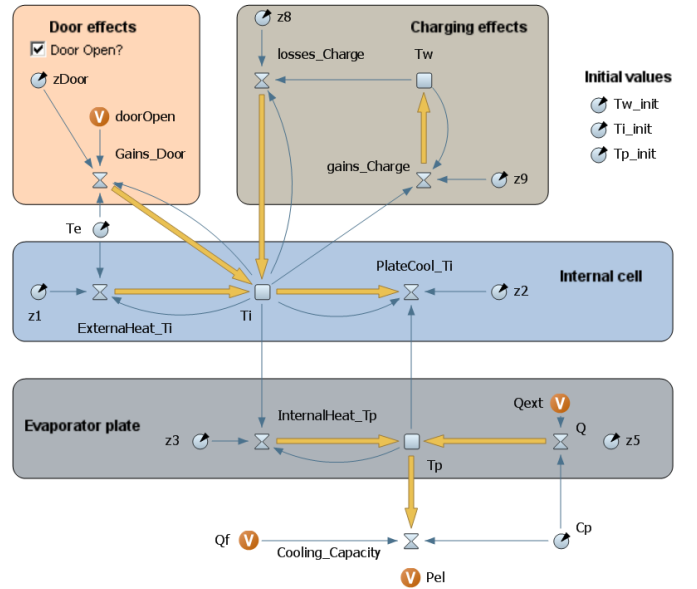 Door effects
Door Open?
zDoor
V doorOpen
Gains_Door
Te
z8
Charging effects
losses_Charge
Tw
gains_Charge
z9
Initial values
Tw_init
Ti_init
Tp_init
PlateCool_Ti
Internal cell
z1
Ti
z2
ExternaHeat_Ti
Qext V
InternalHeat_Tp
Q
Evaporator plate
z3
z5
Tp
Cp
Qf V
Cooling_Capacity
V Pel